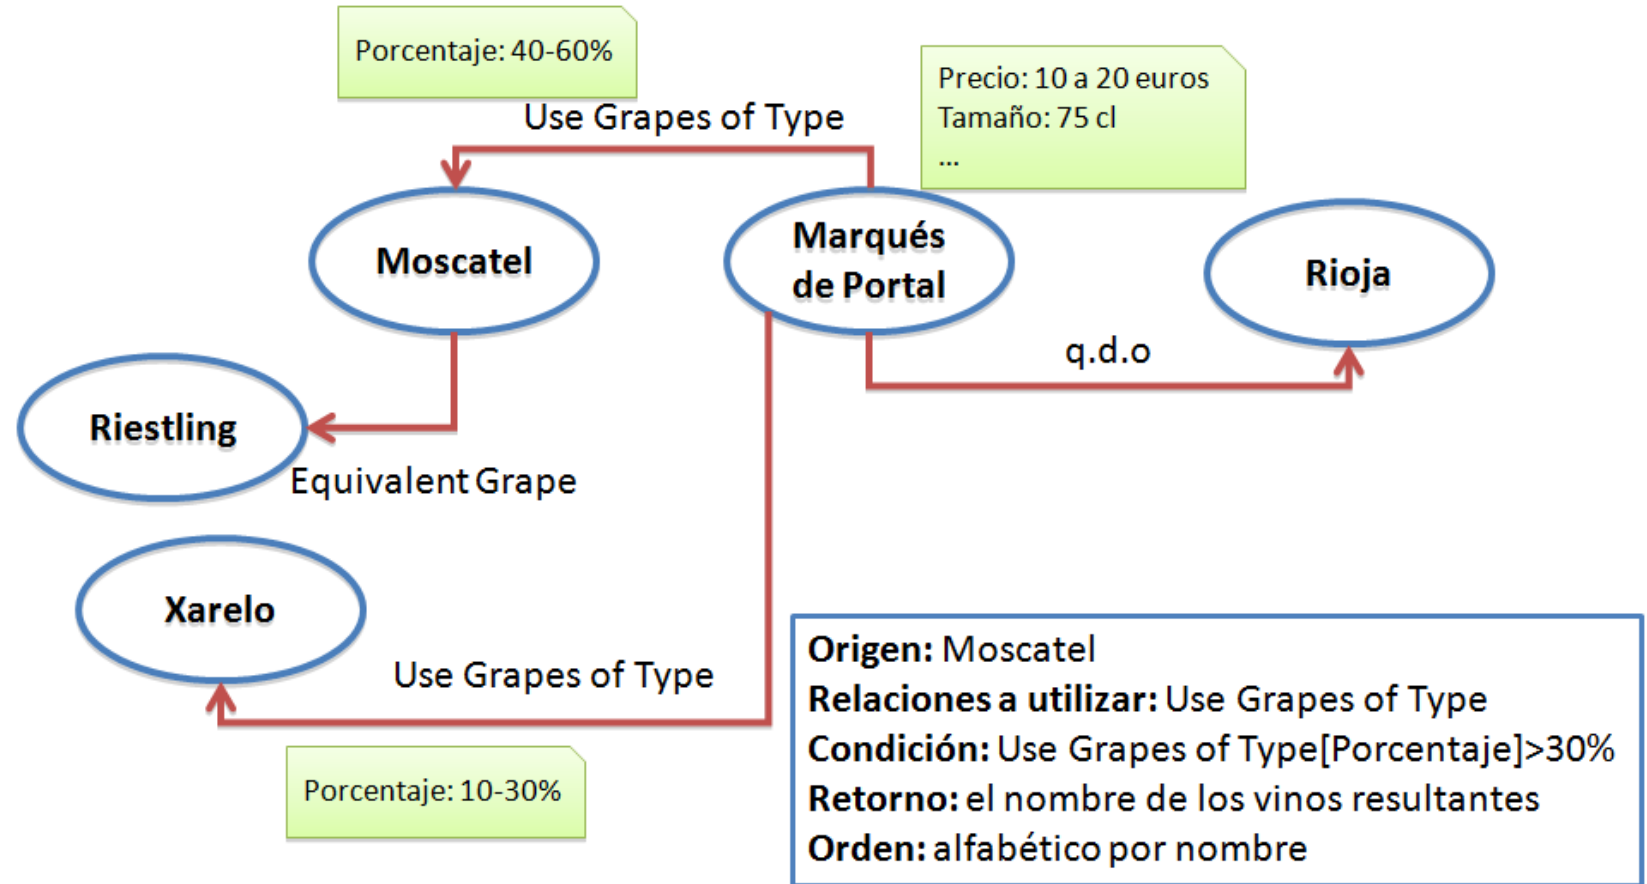 Porcentaje: 40-60%
Precio: 10 a 20 euros
Tamaño: 75 cl
...
Use Grapes of Type
Moscatel
Marqués
de Portal
Rioja
q.d.o
Riestling
Equivalent Grape
Xarelo
Use Grapes of Type
Porcentaje: 10-30%
Origen: Moscatel
Relaciones a utilizar: Use Grapes of Type
Condición: Use Grapes of Type[Porcentaje]>30%
Retorno: el nombre de los vinos resultantes
Orden: alfabético por nombre